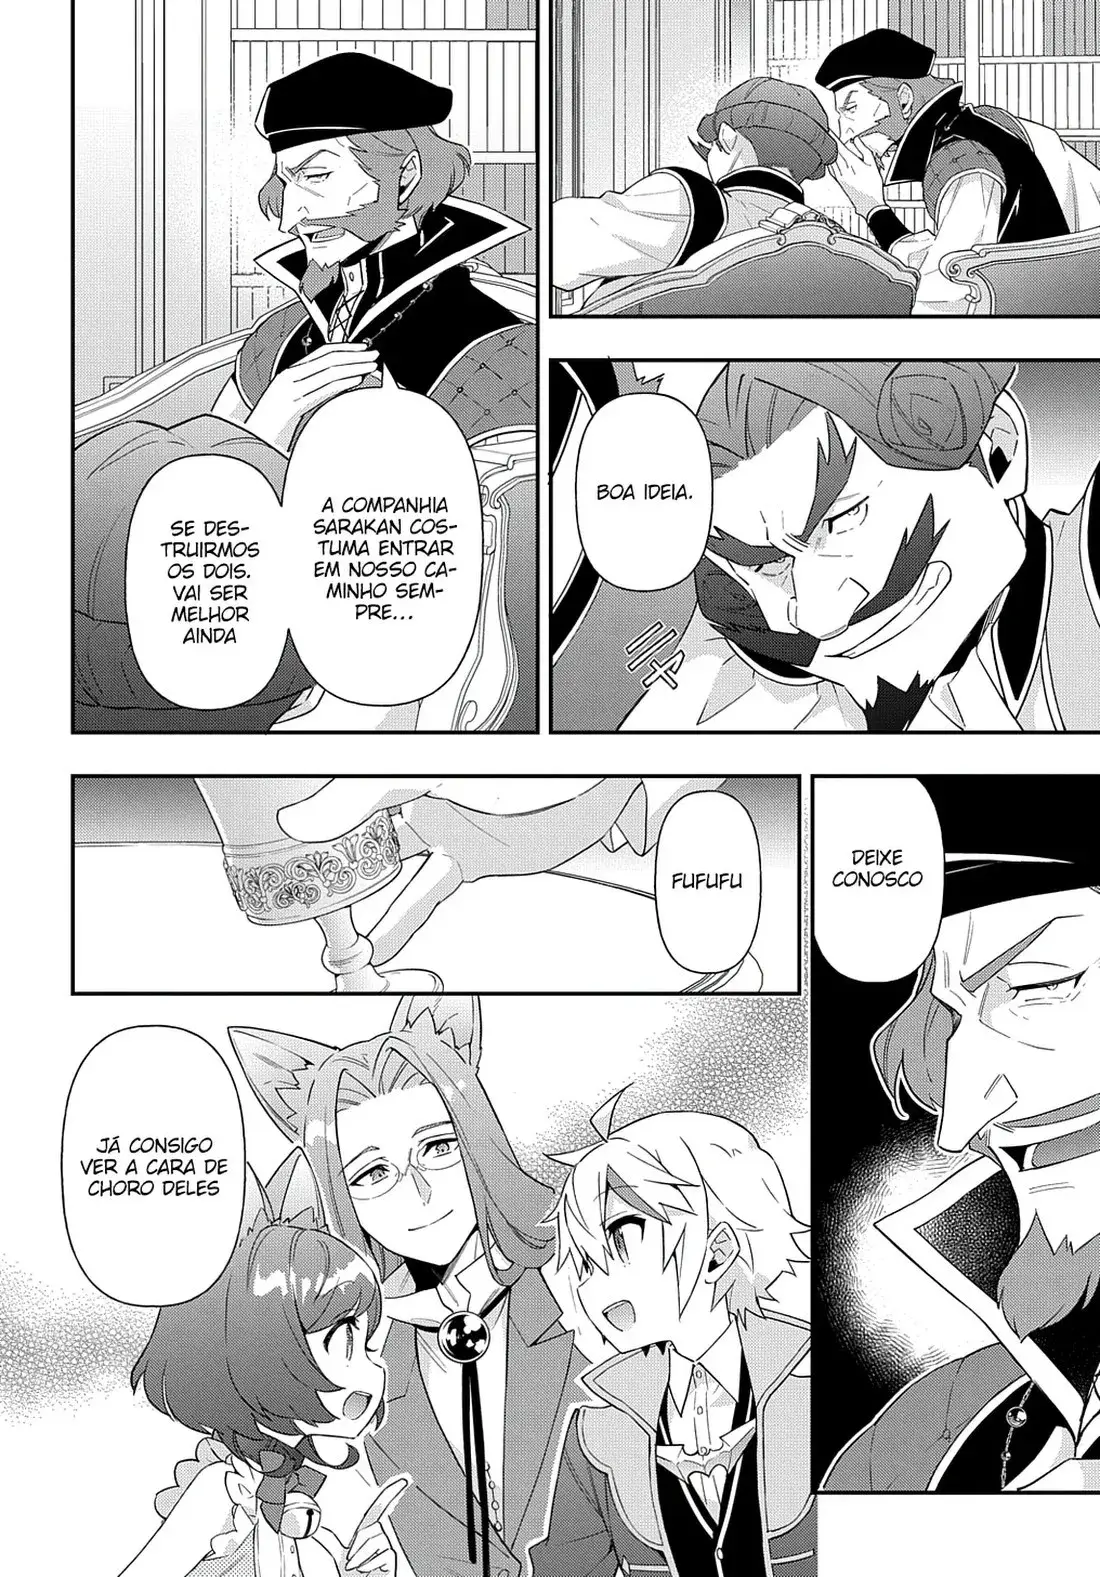 BOA IDEIA.
A COMPANHIA
SARAKAN COS-
TUMA ENTRAR
EM NOSSO CA-
MINHO SEM-
PRE...
SE DES-
TRUIRMOS
OS DOIS.
VAI SER
MELHOR
AINDA
DEIXE
CONOSCO
FUFUFU
JÁ CONSIGO
VER A CARA DE
CHORO DELES